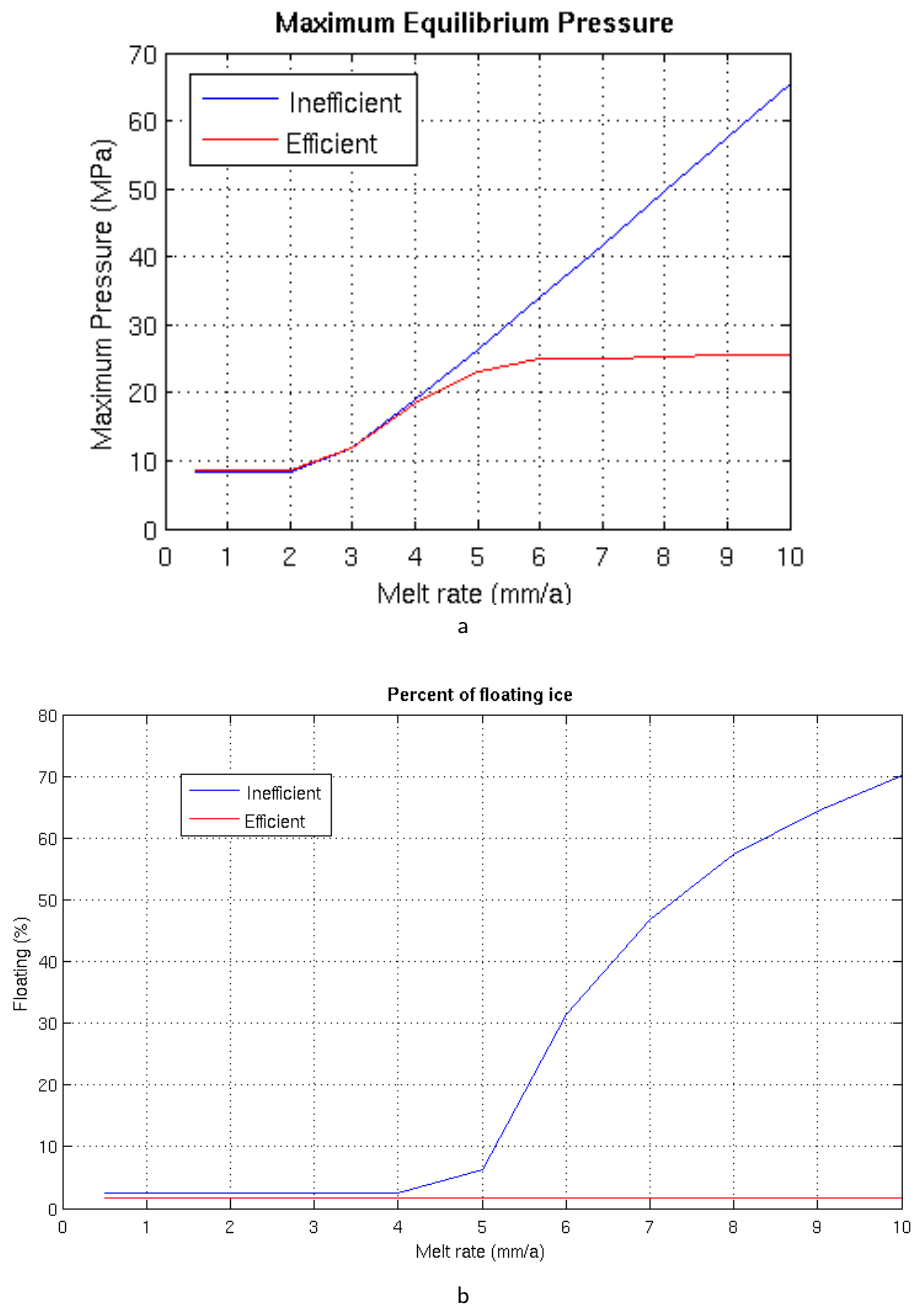 Maximum Equilibrium Pressure
70
60
50
40
30
20
10
0
Maximum Pressure (MPa)
Inefficient
Efficient
0 1 2 3 4 5 6 7 8 9 10
Melt rate (mm/a)
a
Percent of floating ice
80
70
60
50
40
30
20
10
0
Floating (%)
Inefficient
Efficient
0 1 2 3 4 5 6 7 8 9 10
Melt rate (mm/a)
b